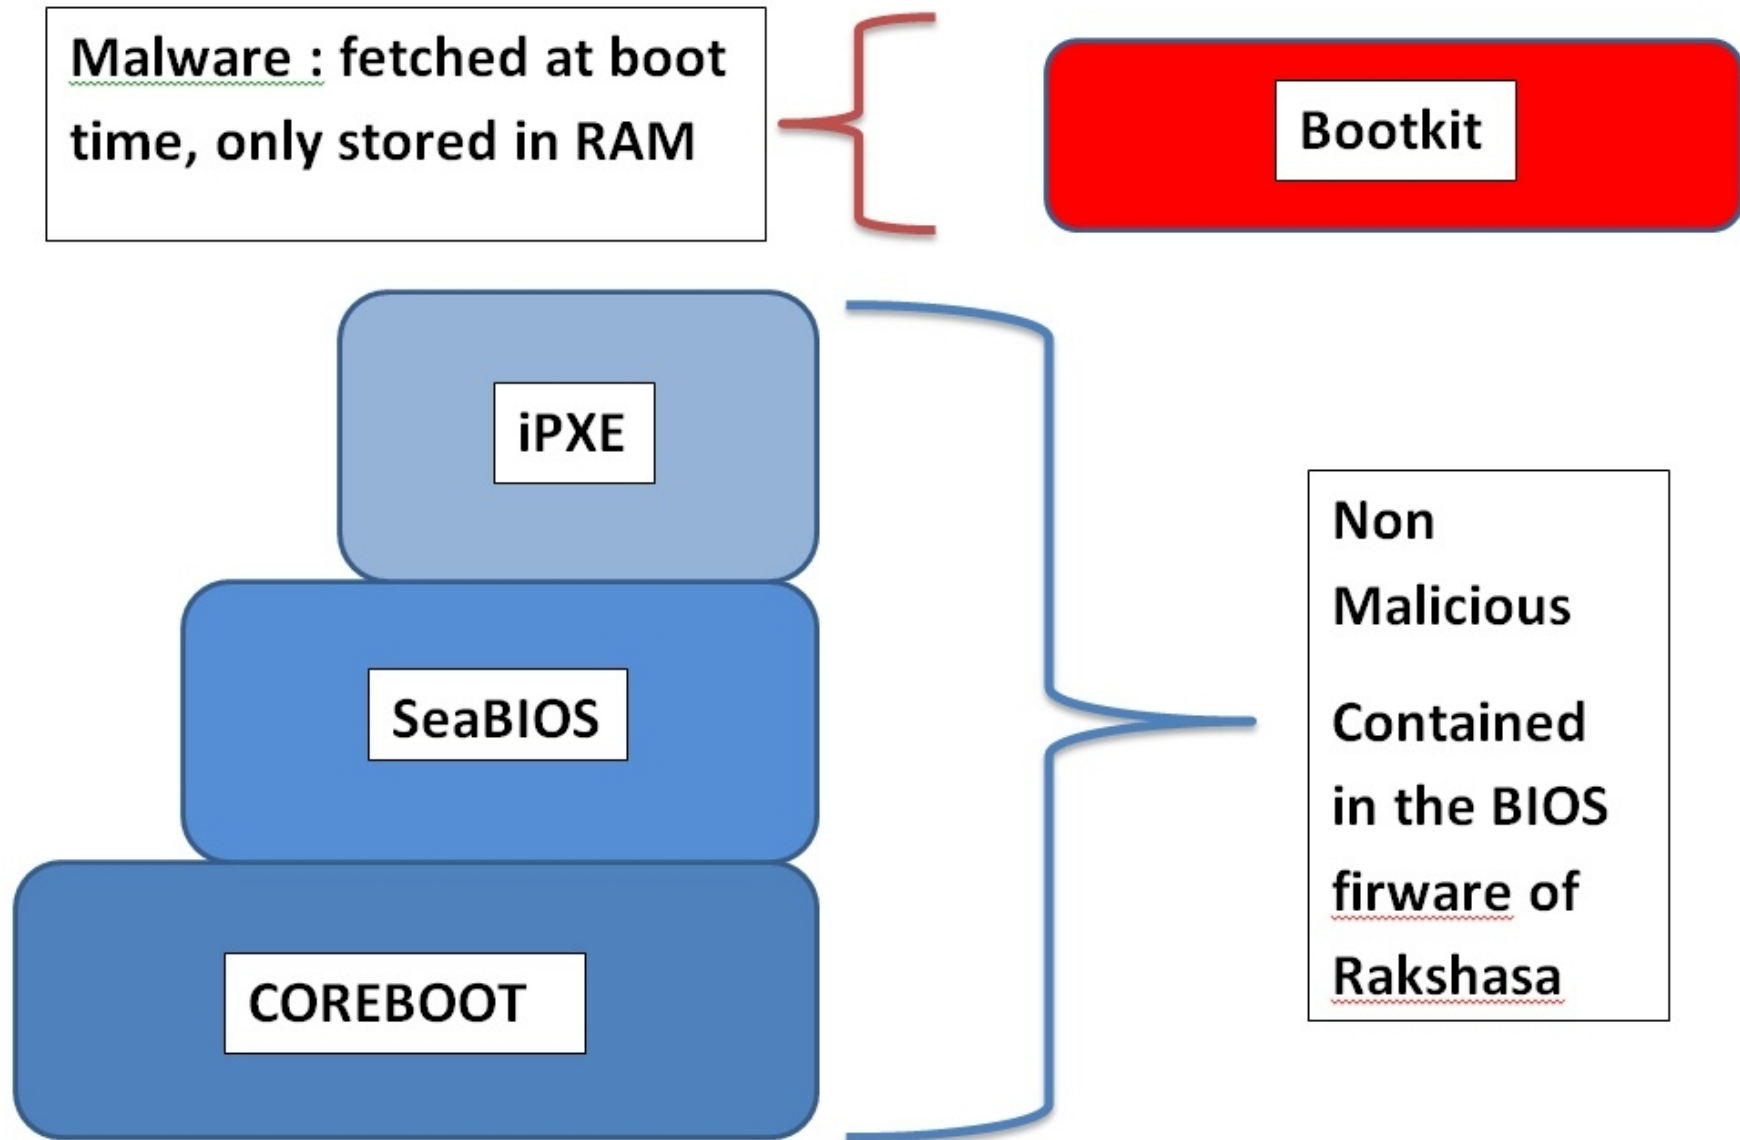 Malware : fetched at boot
time, only stored in RAM
Bootkit
iPXE
SeaBIOS
COREBOOT
Non
Malicious
Contained
in the BIOS
firware of
Rakshasa